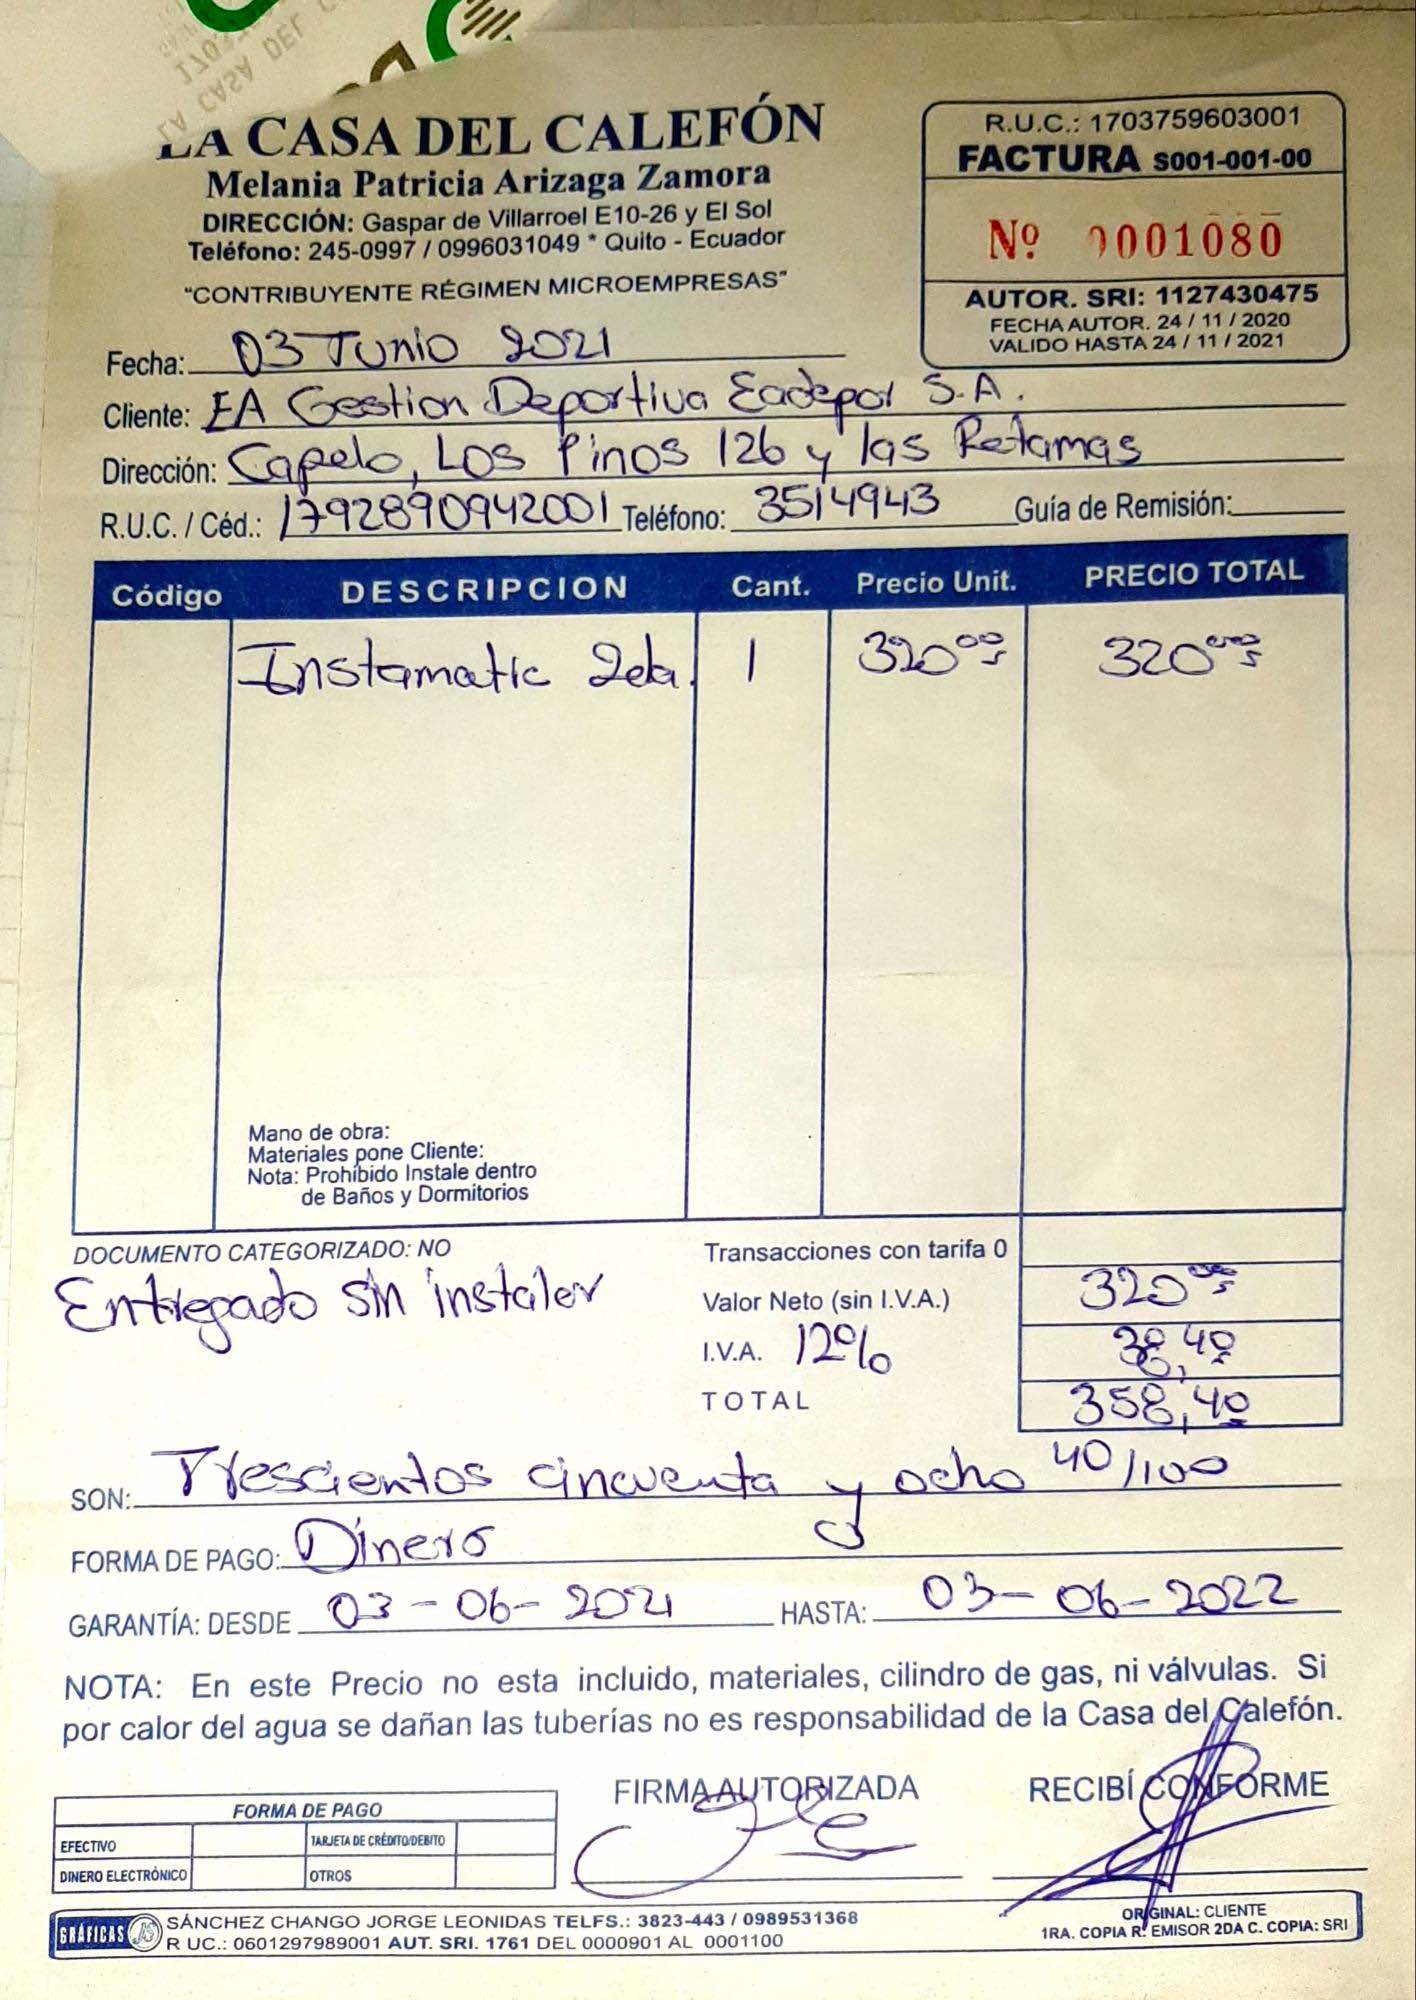 LA CASA DEL CALEFÓN
Melania Patricia Arizaga Zamora
DIRECCIÓN: Gaspar de Villarroel E10-26 y El Sol
Teléfono: 245-0997 / 0996031049 * Quito - Ecuador
"CONTRIBUYENTE RÉGIMEN MICROEMPRESAS"
R.U.C.: 1703759603001
FACTURA S001-001-00
Nº 0001080
AUTOR. SRI: 1127430475
FECHA AUTOR. 24 / 11 / 2020
VALIDO HASTA 24 / 11 / 2021
Fecha: 03 Junio 2021
Cliente: EA Gestion Deportiva Eadepor S.A.
Dirección: Capelo, Los Pinos 126 y las Retamas
R.U.C. / Céd.: 1792890942001 Teléfono: 3514943 Guía de Remisión:
Código DESCRIPCION Cant. Precio Unit. PRECIO TOTAL
Instamatic 1 320,00 320,00
Mano de obra:
Materiales pone Cliente:
Nota: Prohíbido Instale dentro
de Baños y Dormitorios
DOCUMENTO CATEGORIZADO: NO
Entregado sin instalar
Transacciones con tarifa 0
Valor Neto (sin I.V.A.) 320,00
I.V.A. 12% 38,40
TOTAL 358,40
SON: Trescientos cincuenta y ocho 40/100
FORMA DE PAGO: Dinero
GARANTÍA: DESDE 03-06-2021 HASTA: 03-06-2022
NOTA: En este Precio no esta incluido, materiales, cilindro de gas, ni válvulas. Si
por calor del agua se dañan las tuberías no es responsabilidad de la Casa del Calefón.
FIRMA AUTORIZADA RECIBÍ CONFORME
FORMA DE PAGO
EFECTIVO TARJETA DE CRÉDITO/DEBITO
DINERO ELECTRÓNICO OTROS
GRÁFICAS JS
SÁNCHEZ CHANGO JORGE LEONIDAS TELFS.: 3823-443 / 0989531368
R UC.: 0601297989001 AUT. SRI. 1761 DEL 0000901 AL 0001100
ORIGINAL: CLIENTE
1RA. COPIA R: EMISOR 2DA C. COPIA: SRI